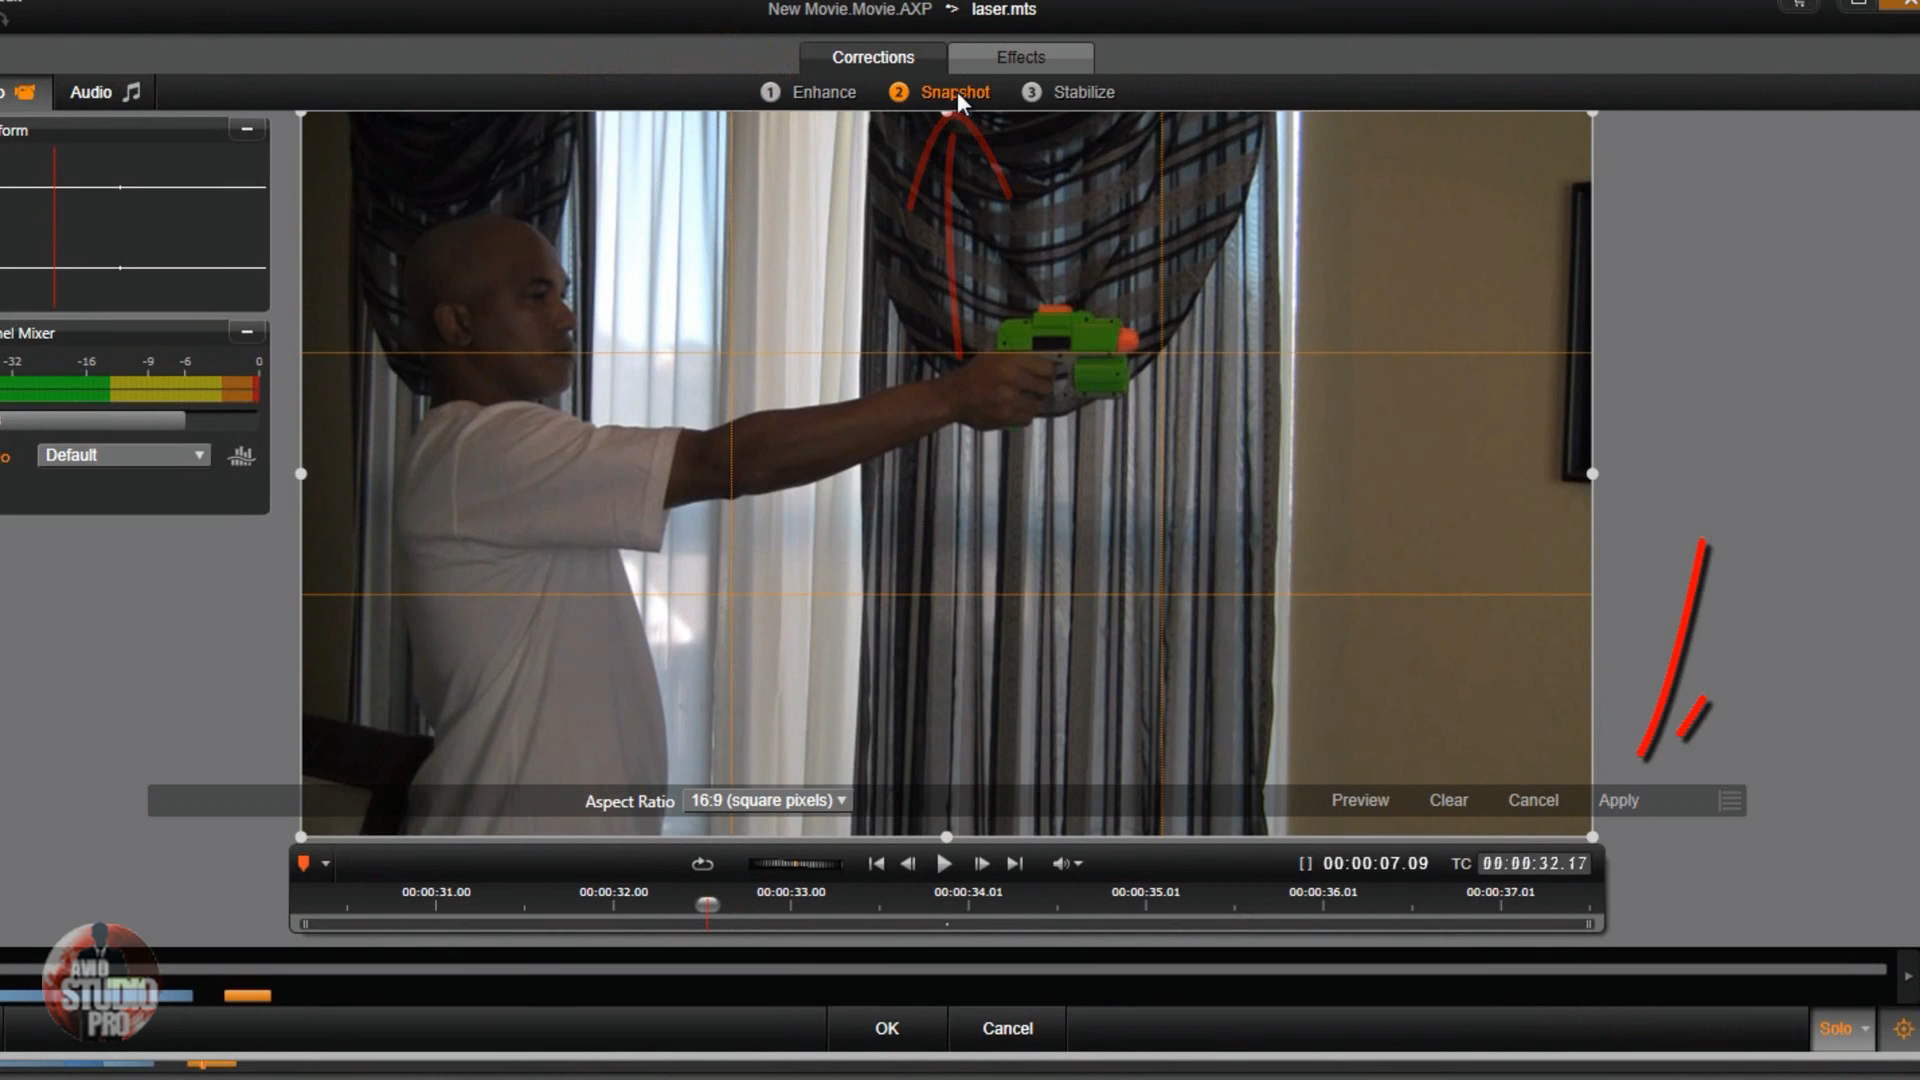 New Movie.Movie.AXP laser.mts
Corrections Effects
Audio
1 Enhance 2 Snapshot 3 Stabilize
form
nel Mixer
-32 -16 -9 -6 0
Default
Aspect Ratio 16:9 (square pixels) Preview Clear Cancel Apply
[] 00:00:07.09 TC 00:00:32.17
00:00:31.00 00:00:32.00 00:00:33.00 00:00:34.01 00:00:35.01 00:00:36.01 00:00:37.01
AVID
STUDIO
PRO
OK Cancel Solo